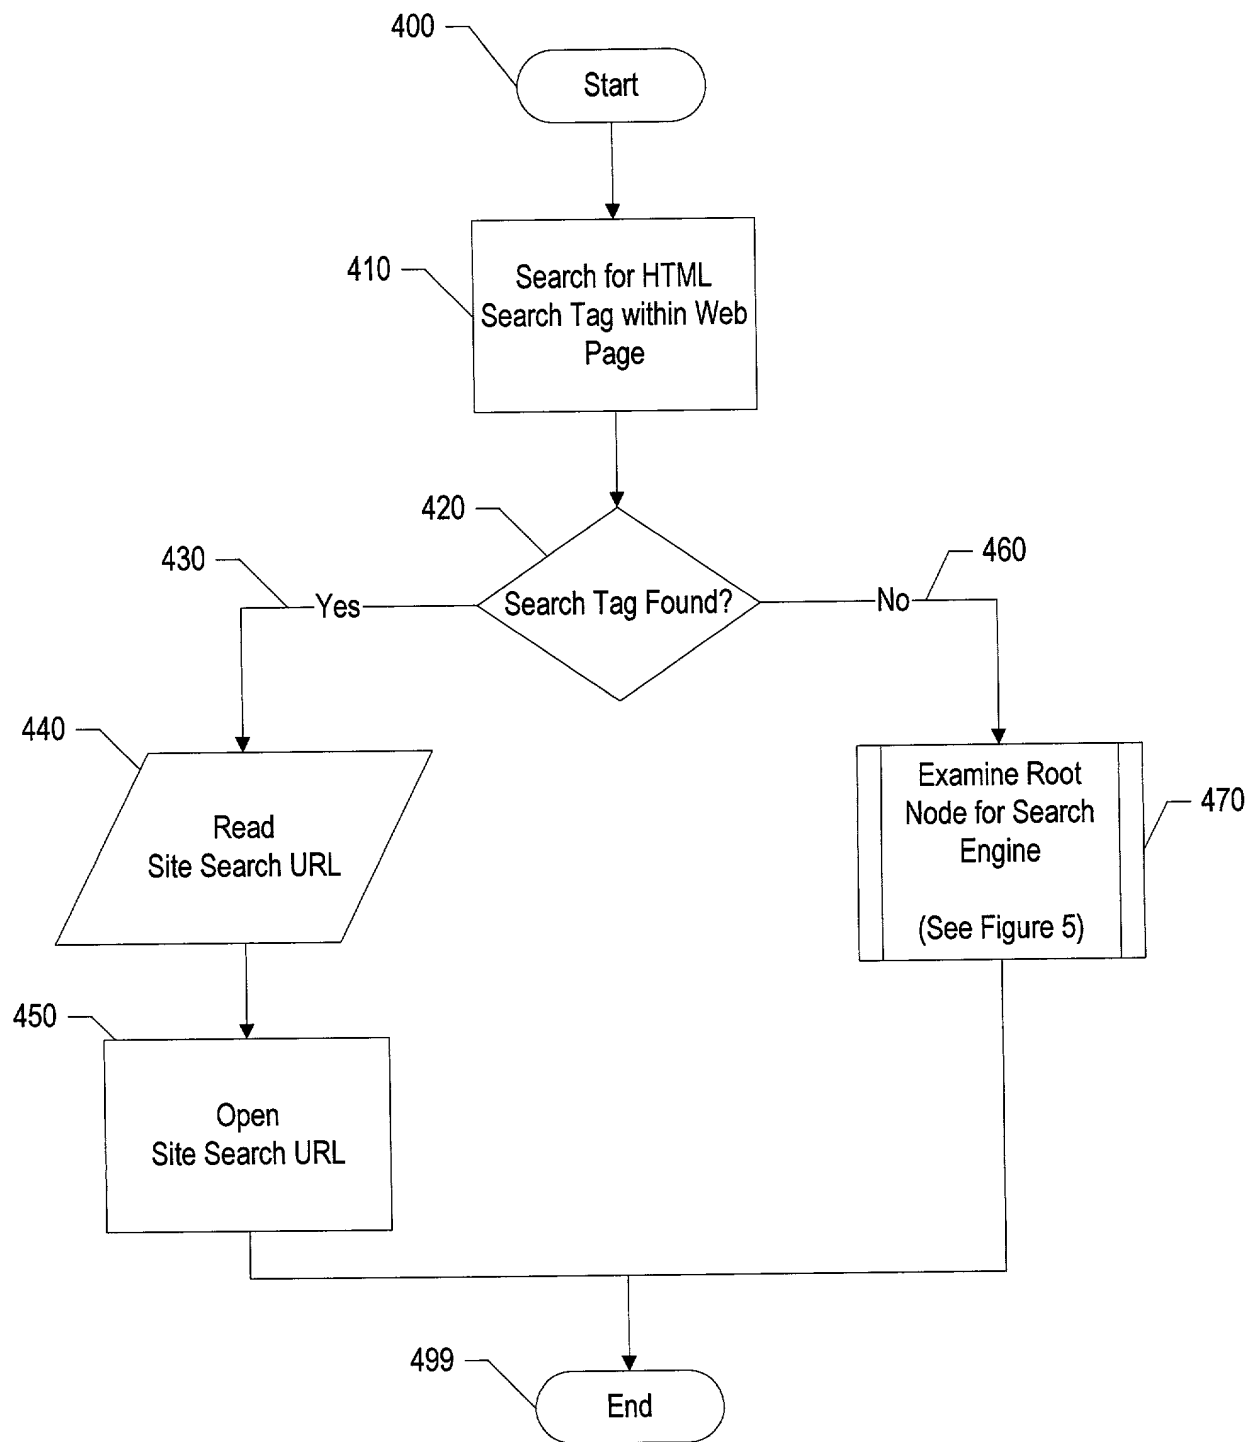 400
Start
410
Search for HTML
Search Tag within Web
Page
420
430
460
Yes
Search Tag Found?
No
440
Read
Site Search URL
Examine Root
Node for Search
Engine
(See Figure 5)
470
450
Open
Site Search URL
499
End